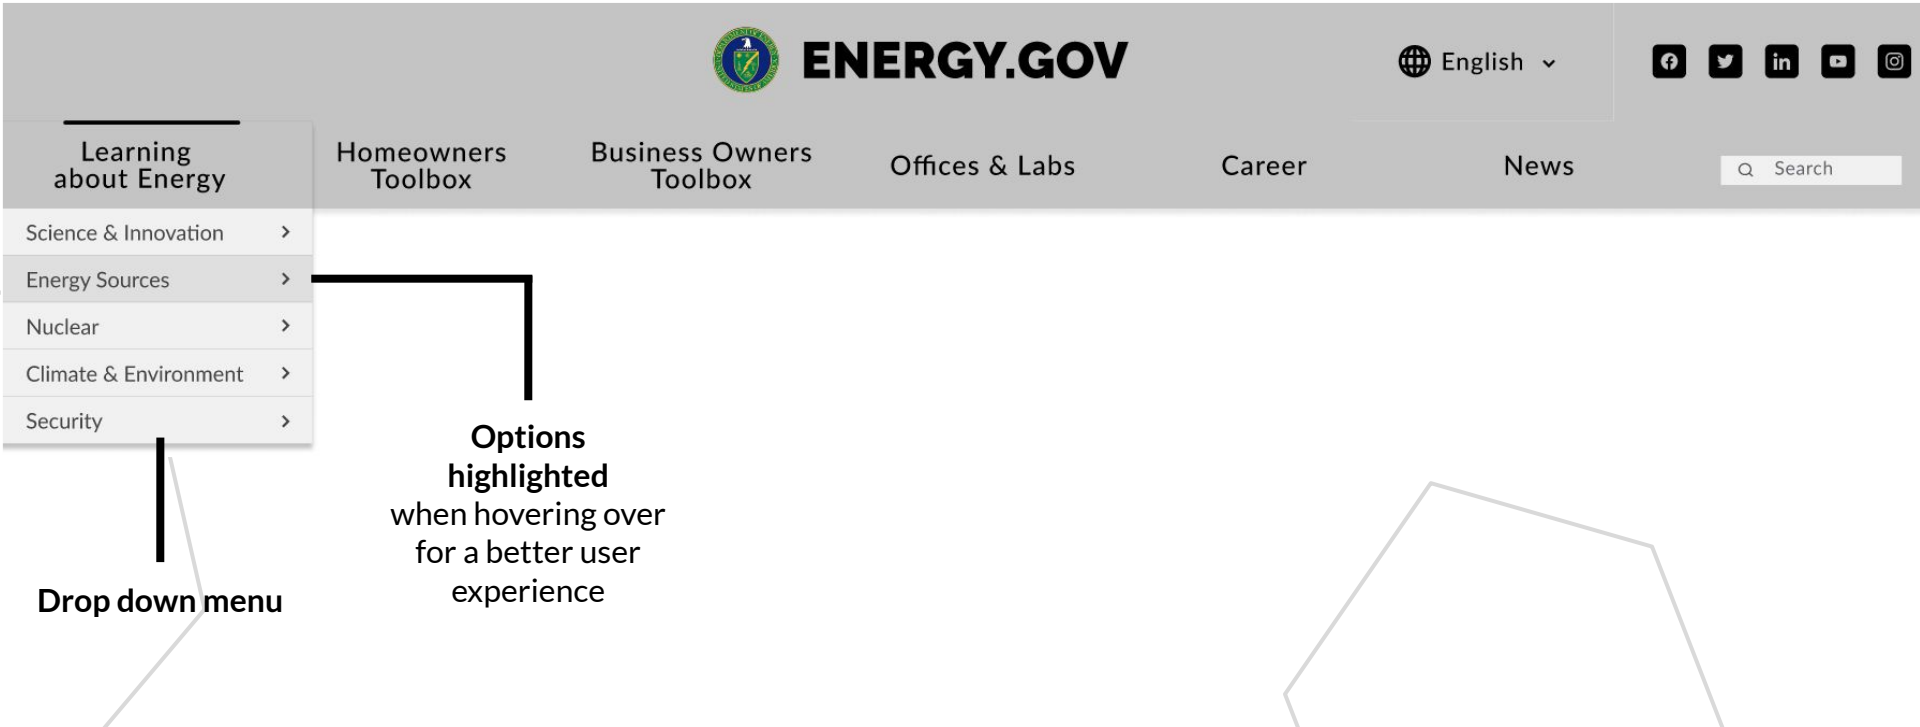 ENERGY.GOV
English
Learning
about Energy
Homeowners
Toolbox
Business Owners
Toolbox
Offices & Labs
Career
News
Search
Science & Innovation
Energy Sources
Nuclear
Climate & Environment
Security
Options
highlighted
when hovering over
for a better user
experience
Drop down menu